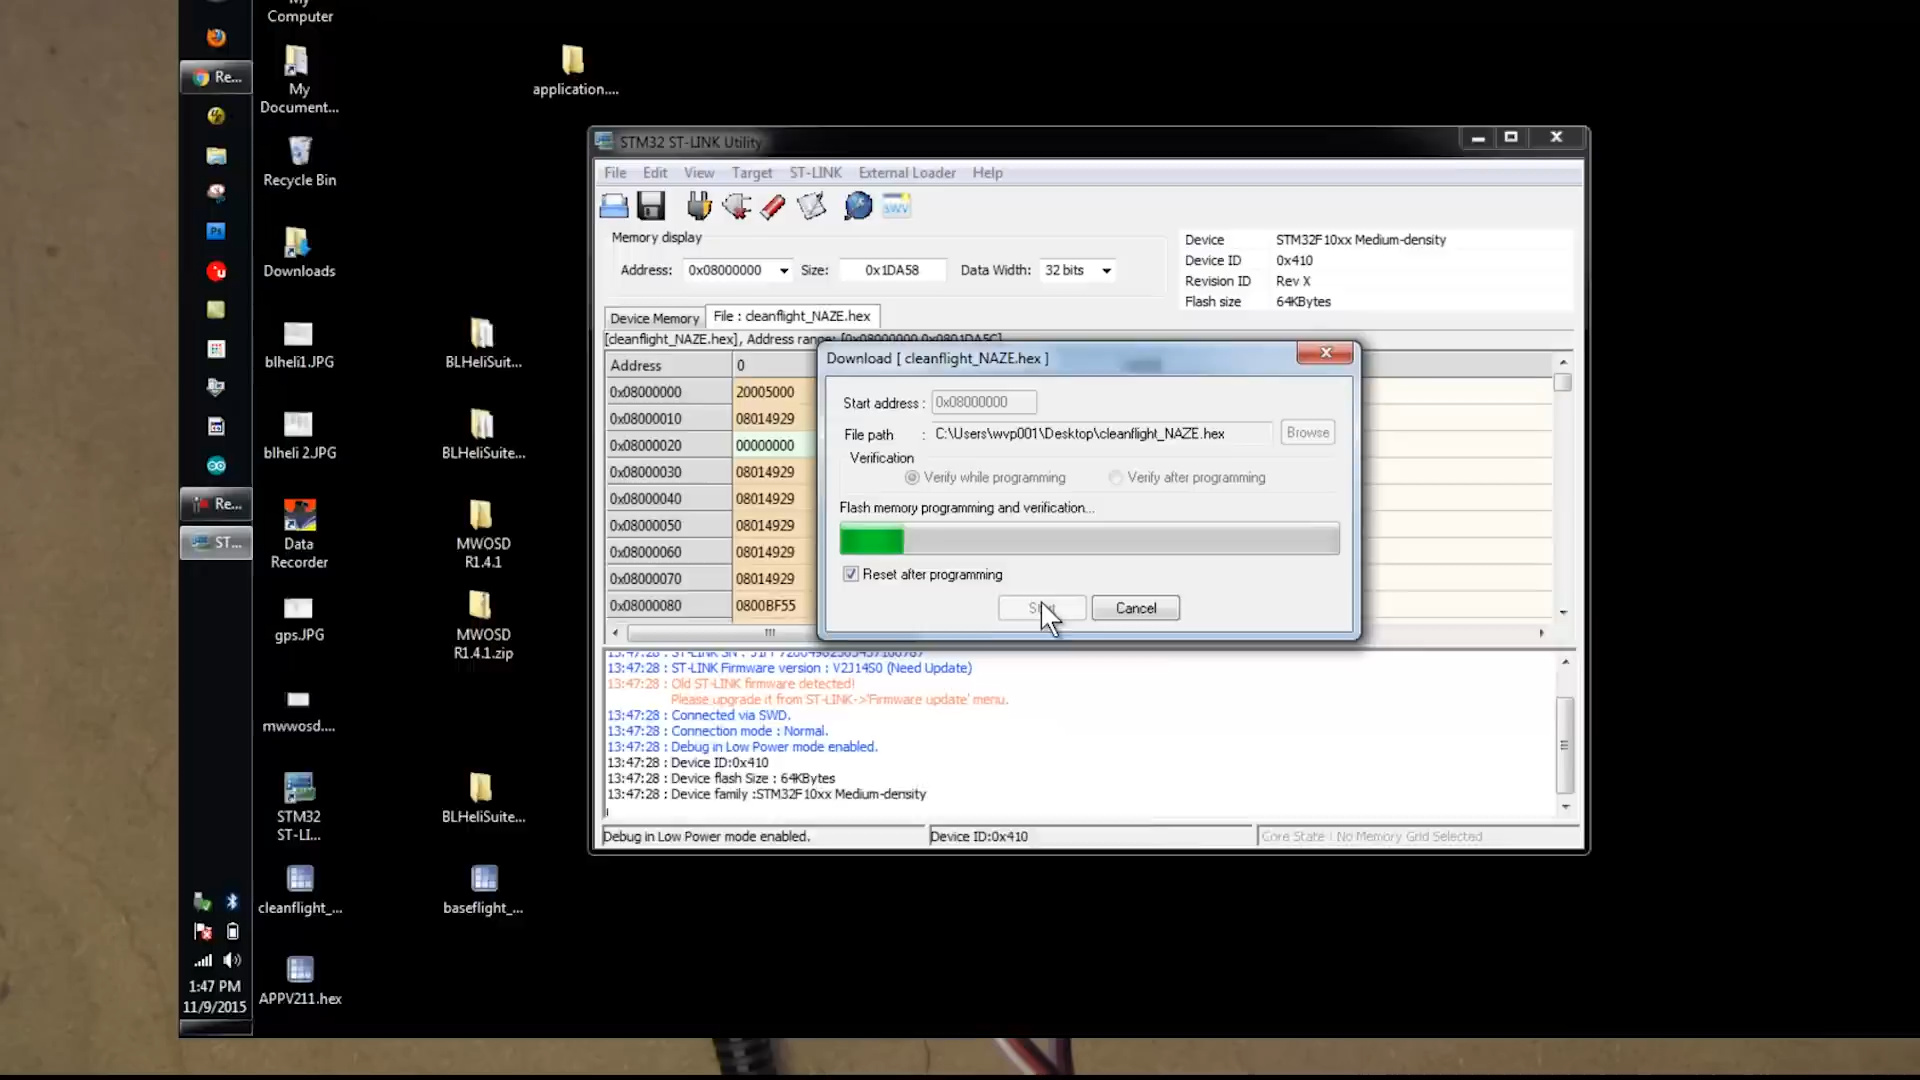 My
Computer
Re...
My
Document...
Recycle Bin
Ps
Downloads
blheli1.JPG
blheli 2.JPG
Re...
ST...
Data
Recorder
gps.JPG
mwwosd....
STM32
ST-LI...
cleanflight_...
APPV211.hex
1:47 PM
11/9/2015
application....
BLHeliSuit...
BLHeliSuite...
MWOSD
R1.4.1
MWOSD
R1.4.1.zip
BLHeliSuite...
baseflight_...
STM32 ST-LINK Utility
File Edit View Target ST-LINK External Loader Help
SWV
Memory display
Address: 0x08000000 Size: 0x1DA58 Data Width: 32 bits
Device STM32F10xx Medium-density
Device ID 0x410
Revision ID Rev X
Flash size 64KBytes
Device Memory File : cleanflight_NAZE.hex
[cleanflight_NAZE.hex], Address range: [0x08000000 0x0801DA5C]
Address 0
0x08000000 20005000
0x08000010 08014929
0x08000020 00000000
0x08000030 08014929
0x08000040 08014929
0x08000050 08014929
0x08000060 08014929
0x08000070 08014929
0x08000080 0800BF55
Download [ cleanflight_NAZE.hex ]
Start address : 0x08000000
File path : C:\Users\wvp001\Desktop\cleanflight_NAZE.hex Browse
Verification
Verify while programming Verify after programming
Flash memory programming and verification...
Reset after programming
Cancel
13:47:28 : ST-LINK Firmware version : V2J14S0 (Need Update)
13:47:28 : Old ST-LINK firmware detected!
Please upgrade it from ST-LINK->'Firmware update' menu.
13:47:28 : Connected via SWD.
13:47:28 : Connection mode : Normal.
13:47:28 : Debug in Low Power mode enabled.
13:47:28 : Device ID:0x410
13:47:28 : Device flash Size : 64KBytes
13:47:28 : Device family :STM32F10xx Medium-density
Debug in Low Power mode enabled. Device ID:0x410 Core State : No Memory Grid Selected